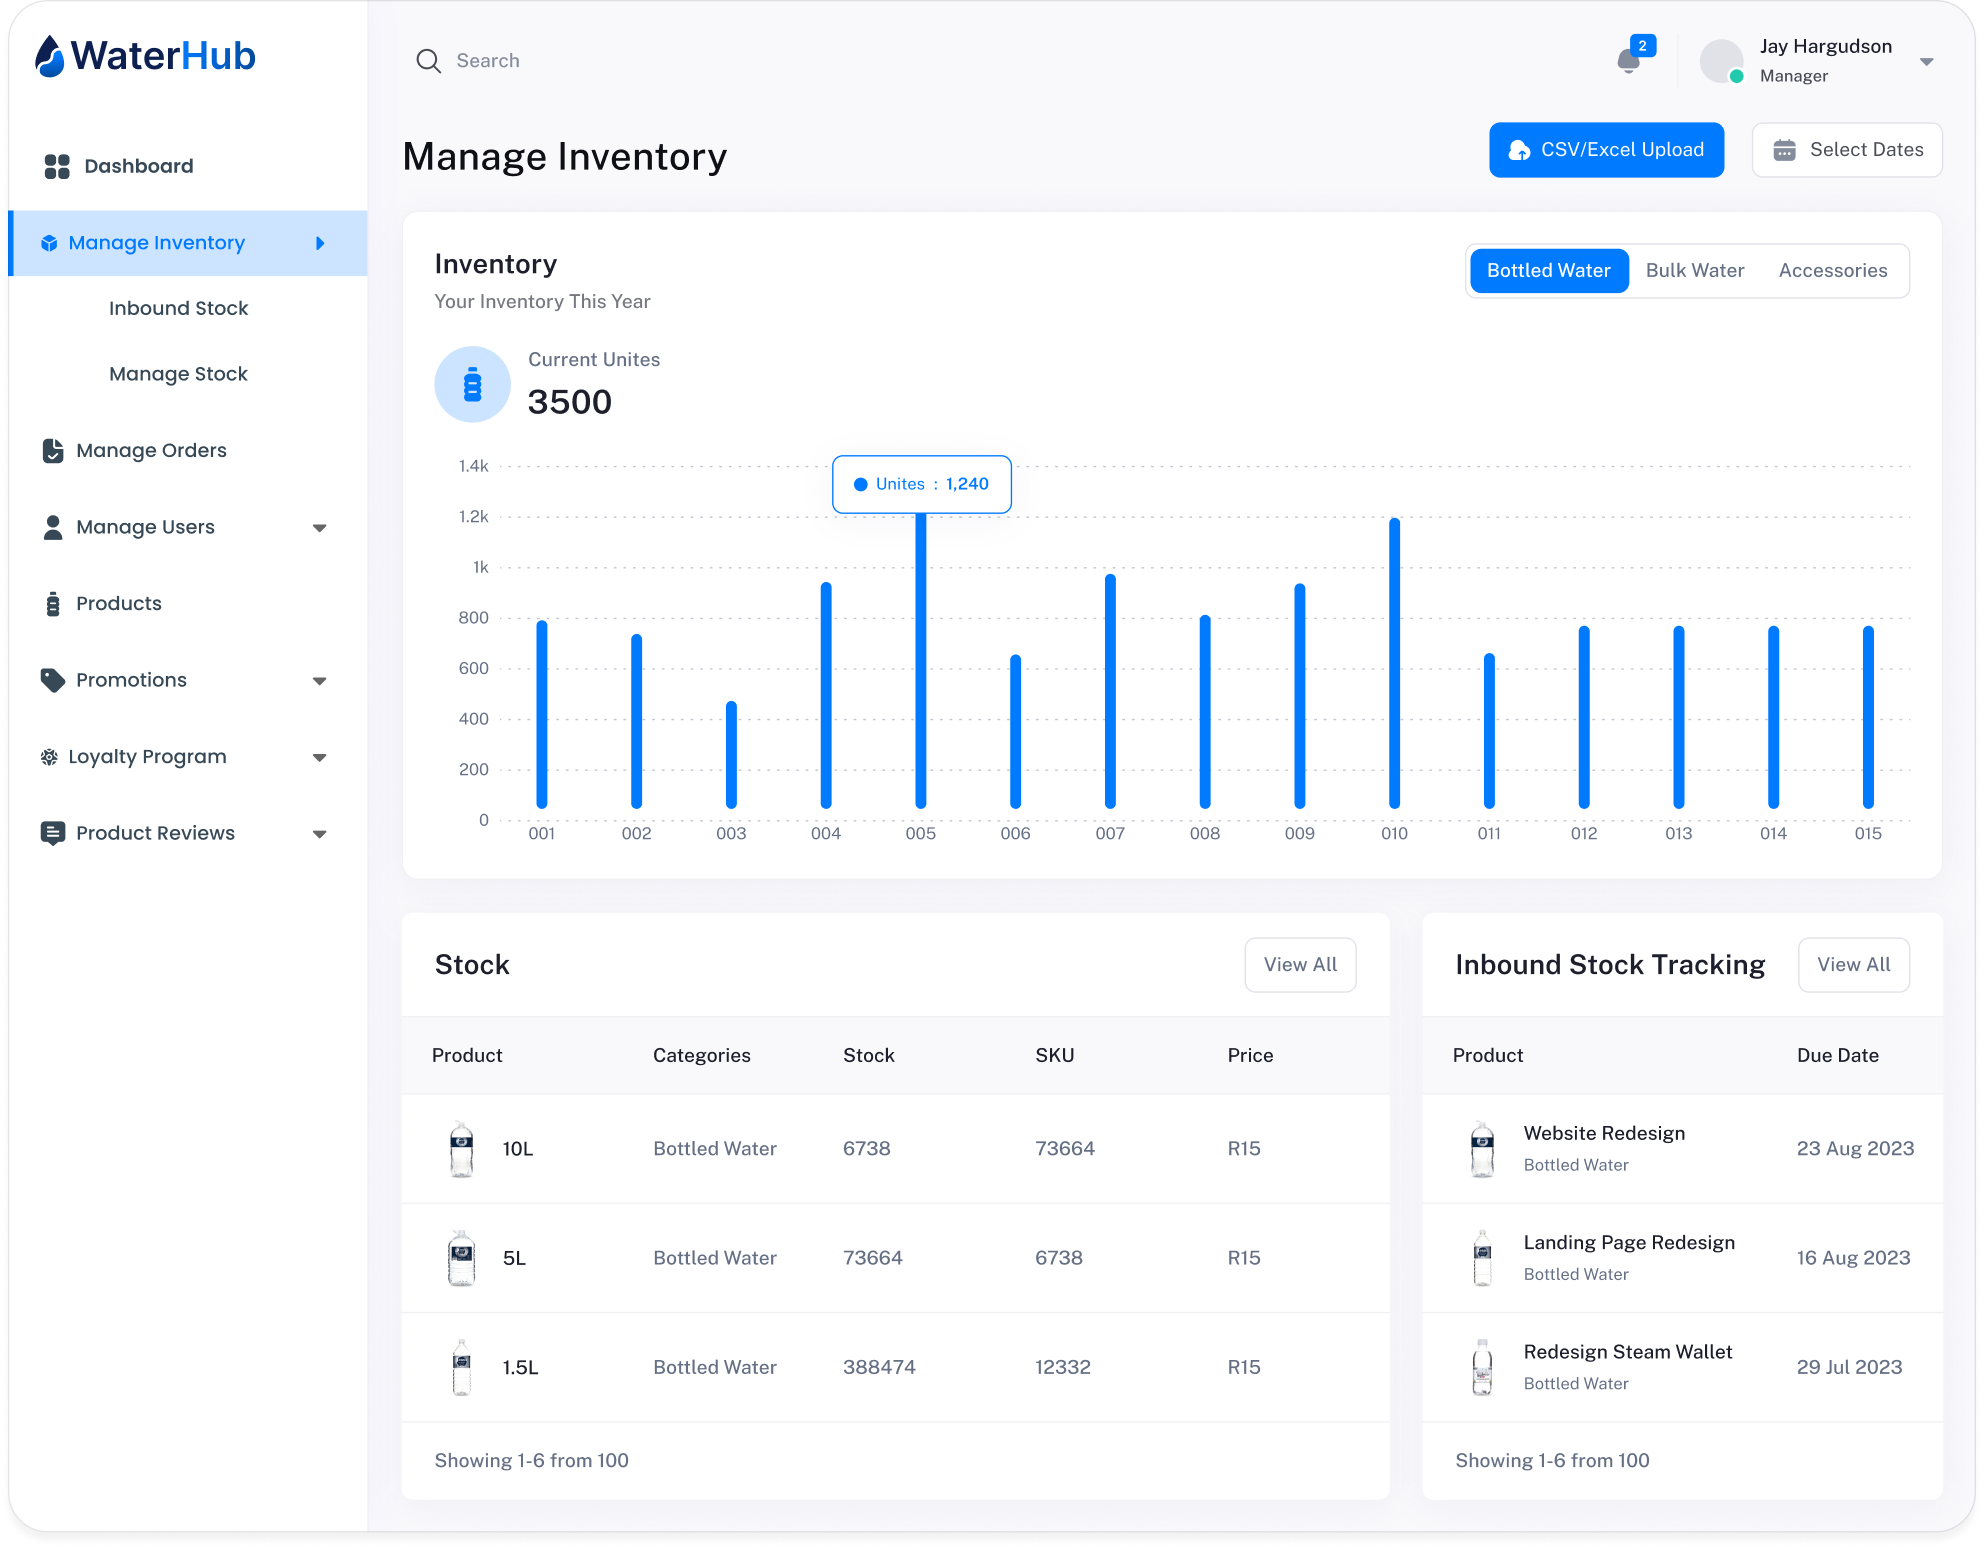 WaterHub
Search
2
Jay Hargudson
Manager
Dashboard
Manage Inventory
Inbound Stock
Manage Stock
Manage Orders
Manage Users
Products
Promotions
Loyalty Program
Product Reviews
Manage Inventory
CSV/Excel Upload
Select Dates
Inventory
Your Inventory This Year
Bottled Water Bulk Water Accessories
Current Unites
3500
1.4k
1.2k
1k
800
600
400
200
0
Unites : 1,240
001 002 003 004 005 006 007 008 009 010 011 012 013 014 015
Stock
View All
Product Categories Stock SKU Price
10L Bottled Water 6738 73664 R15
5L Bottled Water 73664 6738 R15
1.5L Bottled Water 388474 12332 R15
Showing 1-6 from 100
Inbound Stock Tracking
View All
Product Due Date
Website Redesign
Bottled Water
23 Aug 2023
Landing Page Redesign
Bottled Water
16 Aug 2023
Redesign Steam Wallet
Bottled Water
29 Jul 2023
Showing 1-6 from 100